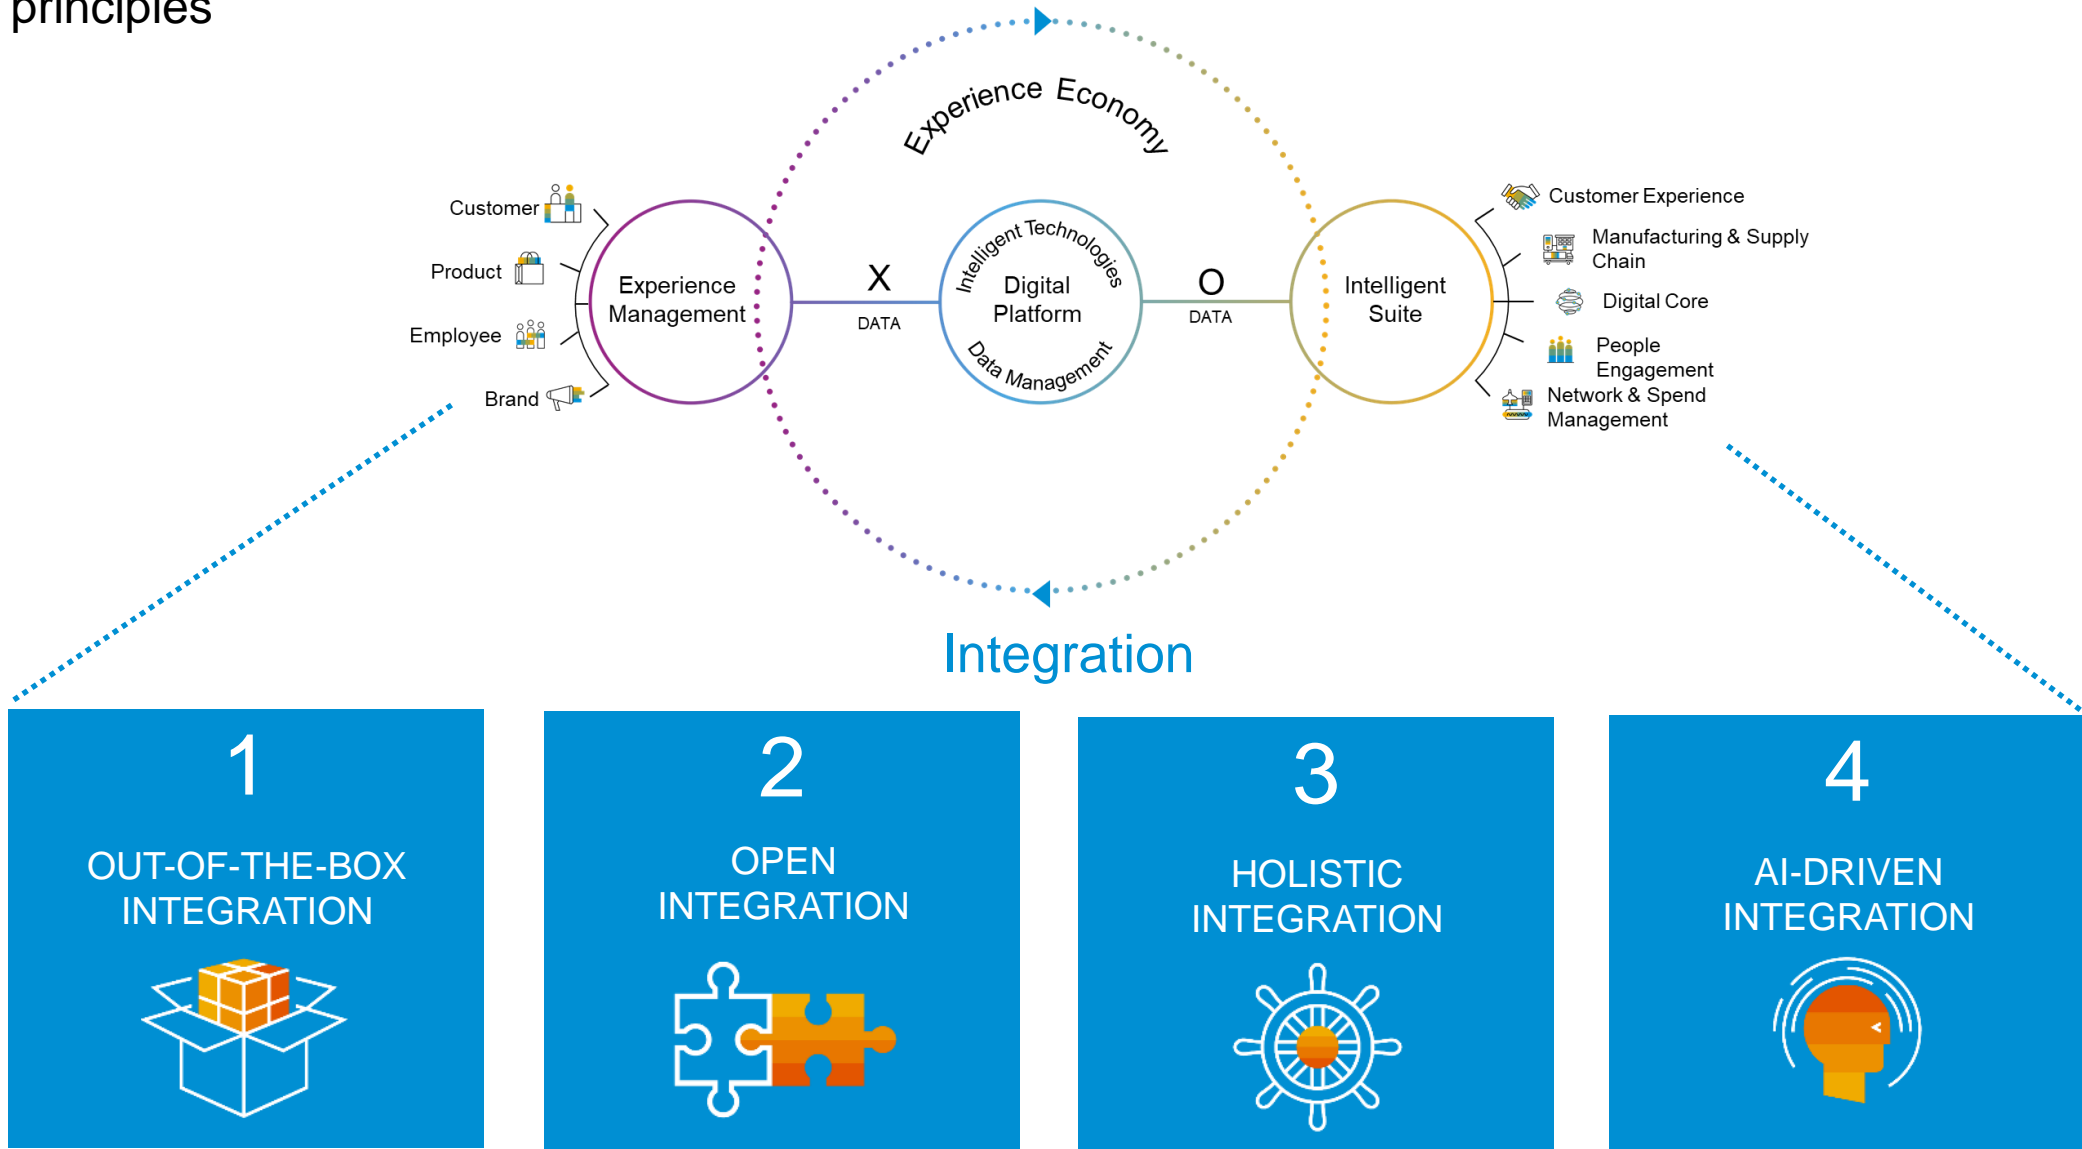 principles
Experience Economy
Customer
Product
Employee
Brand
Experience
Management
X
DATA
Intelligent Technologies
Digital
Platform
Data Management
O
DATA
Intelligent
Suite
Customer Experience
Manufacturing & Supply
Chain
Digital Core
People
Engagement
Network & Spend
Management
Integration
1
OUT-OF-THE-BOX
INTEGRATION
2
OPEN
INTEGRATION
3
HOLISTIC
INTEGRATION
4
AI-DRIVEN
INTEGRATION